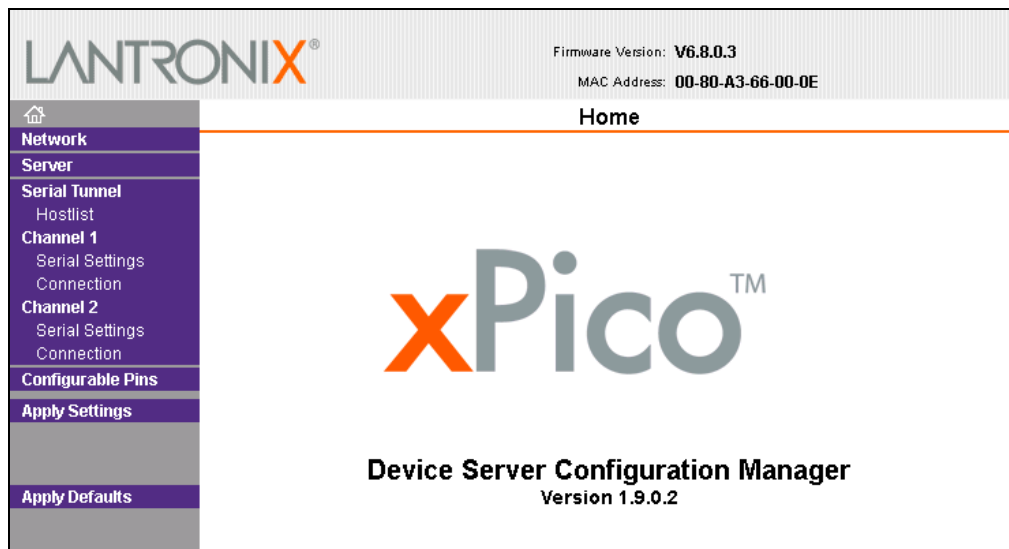 LANTRONIX®
Firmware Version: V6.8.0.3
MAC Address: 00-80-A3-66-00-0E
Home
Network
Server
Serial Tunnel
Hostlist
Channel 1
Serial Settings
Connection
Channel 2
Serial Settings
Connection
Configurable Pins
Apply Settings
Apply Defaults
xPico™
Device Server Configuration Manager
Version 1.9.0.2